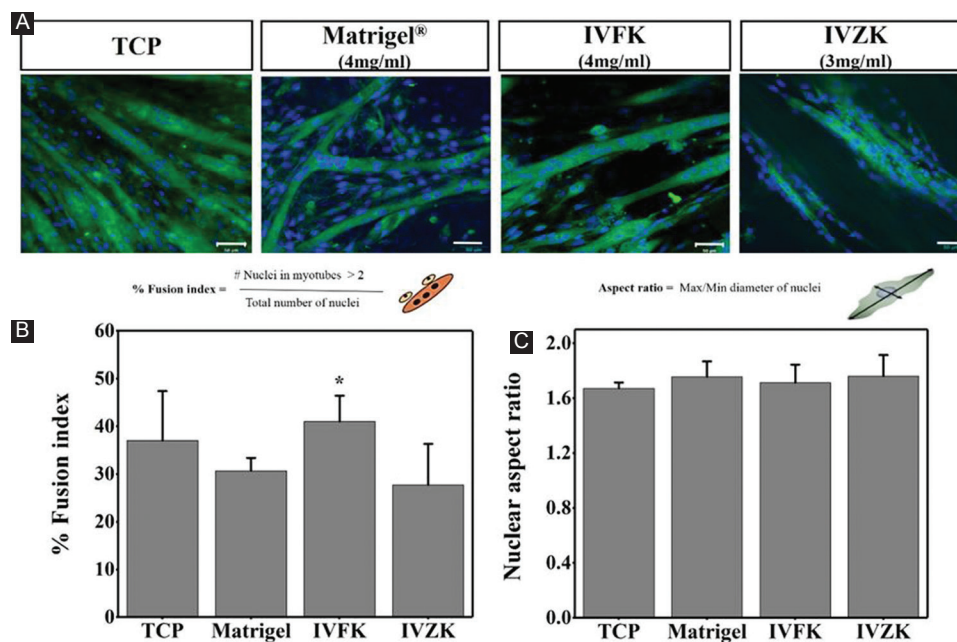 A
TCP
Matrigel®
(4mg/ml)
IVFK
(4mg/ml)
IVZK
(3mg/ml)
% Fusion index =
# Nuclei in myotubes > 2
Total number of nuclei
Aspect ratio = Max/Min diameter of nuclei
B
% Fusion index
60
50
40
30
20
10
0
*
TCP
Matrigel
IVFK
IVZK
C
Nuclear aspect ratio
2.0
1.6
1.2
0.8
0.4
0.0
TCP
Matrigel
IVFK
IVZK